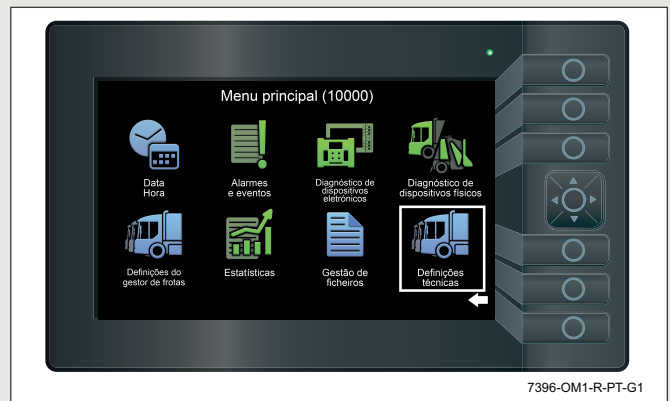 Menu principal (10000)
Data
Hora
Alarmes
e eventos
Diagnóstico de
dispositivos
eletrónicos
Diagnóstico de
dispositivos físicos
Definições do
gestor de frotas
Estatísticas
Gestão de
ficheiros
Definições
técnicas
7396-OM1-R-PT-G1